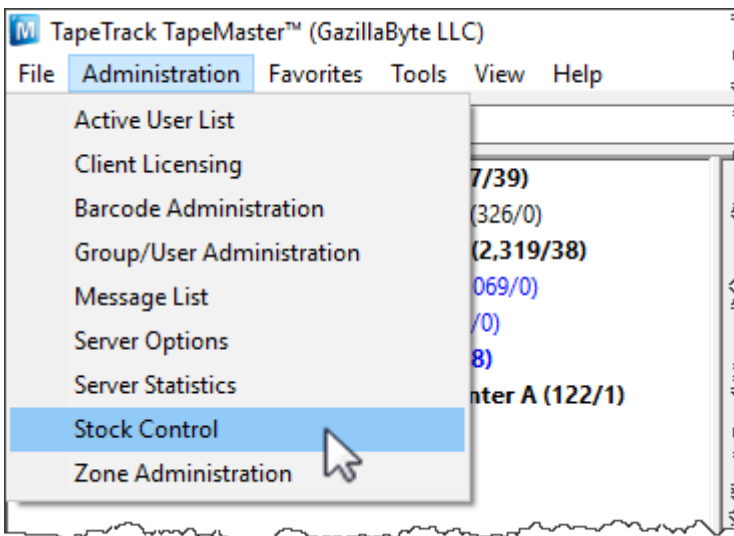 M TapeTrack TapeMaster™ (GazillaByte LLC)
File Administration Favorites Tools View Help
Active User List
Client Licensing
Barcode Administration
Group/User Administration
Message List
Server Options
Server Statistics
Stock Control
Zone Administration
7/39)
(326/0)
(2,319/38)
069/0)
/0)
8)
nter A (122/1)